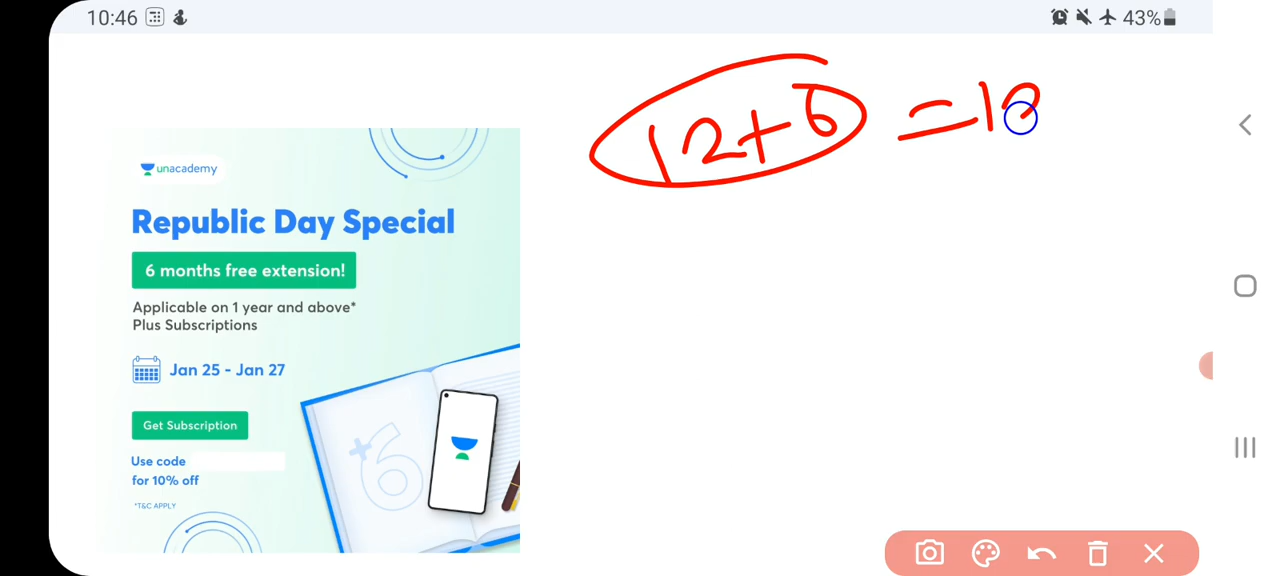 10:46
43%
12+6 =18
unacademy
Republic Day Special
6 months free extension!
Applicable on 1 year and above*
Plus Subscriptions
Jan 25 - Jan 27
Get Subscription
Use code
for 10% off
*T&C APPLY
+6